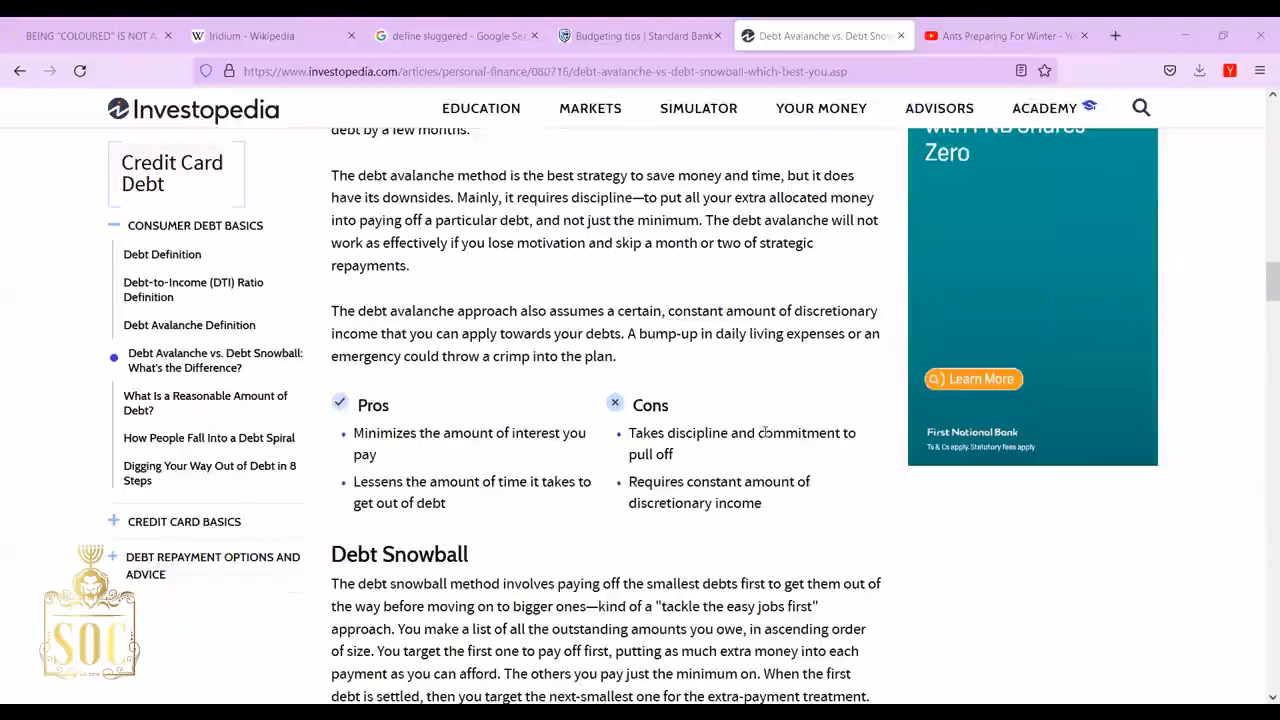 BEING "COLOURED" IS NOT A
Iridium - Wikipedia
define sluggered - Google Sea
Budgeting tips | Standard Bank
Debt Avalanche vs. Debt Snow
Ants Preparing For Winter - Yo
https://www.investopedia.com/articles/personal-finance/080716/debt-avalanche-vs-debt-snowball-which-best-you.asp
Investopedia
EDUCATION MARKETS SIMULATOR YOUR MONEY ADVISORS ACADEMY
Credit Card
Debt
CONSUMER DEBT BASICS
Debt Definition
Debt-to-Income (DTI) Ratio
Definition
Debt Avalanche Definition
Debt Avalanche vs. Debt Snowball:
What's the Difference?
What Is a Reasonable Amount of
Debt?
How People Fall Into a Debt Spiral
Digging Your Way Out of Debt in 8
Steps
CREDIT CARD BASICS
DEBT REPAYMENT OPTIONS AND
ADVICE
SOC
debt by a few months.
The debt avalanche method is the best strategy to save money and time, but it does
have its downsides. Mainly, it requires discipline—to put all your extra allocated money
into paying off a particular debt, and not just the minimum. The debt avalanche will not
work as effectively if you lose motivation and skip a month or two of strategic
repayments.
The debt avalanche approach also assumes a certain, constant amount of discretionary
income that you can apply towards your debts. A bump-up in daily living expenses or an
emergency could throw a crimp into the plan.
Pros
• Minimizes the amount of interest you
pay
• Lessens the amount of time it takes to
get out of debt
Cons
• Takes discipline and commitment to
pull off
• Requires constant amount of
discretionary income
Debt Snowball
The debt snowball method involves paying off the smallest debts first to get them out of
the way before moving on to bigger ones—kind of a "tackle the easy jobs first"
approach. You make a list of all the outstanding amounts you owe, in ascending order
of size. You target the first one to pay off first, putting as much extra money into each
payment as you can afford. The others you pay just the minimum on. When the first
debt is settled, then you target the next-smallest one for the extra-payment treatment.
with FNB Shares
Zero
Learn More
First National Bank
Ts & Cs apply. Statutory fees apply